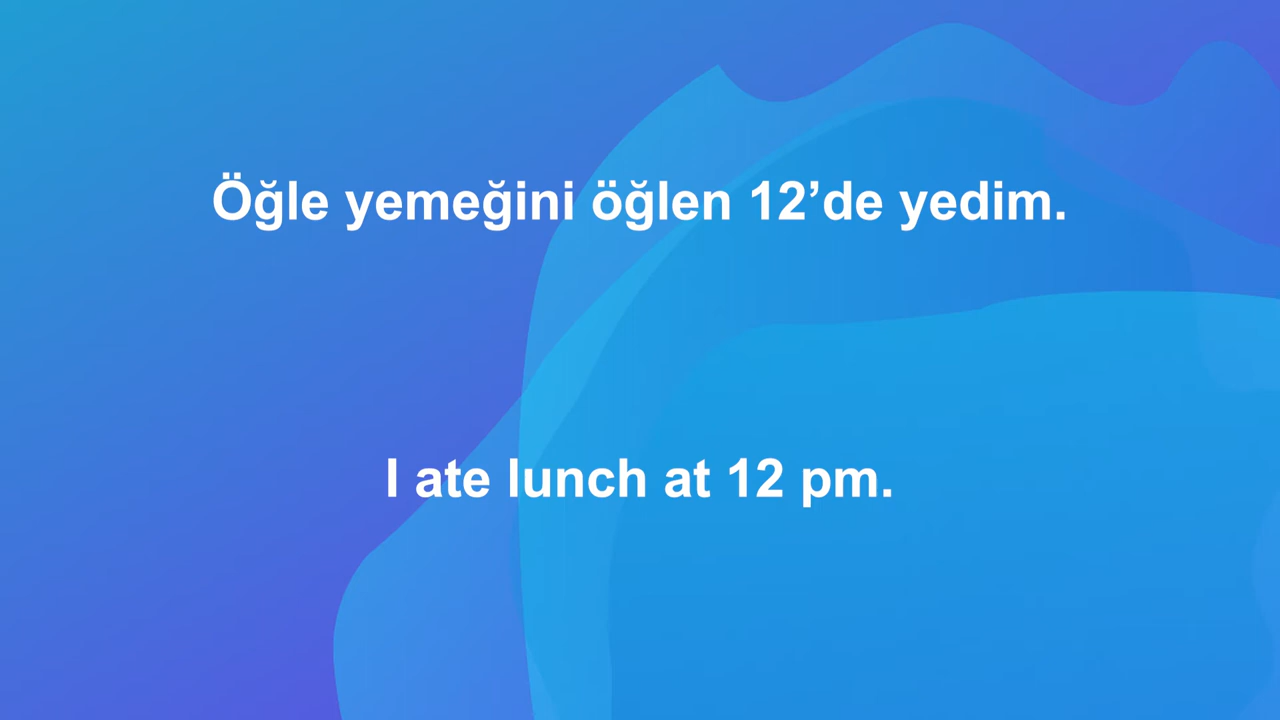 Öğle yemeğini öğlen 12’de yedim.
I ate lunch at 12 pm.